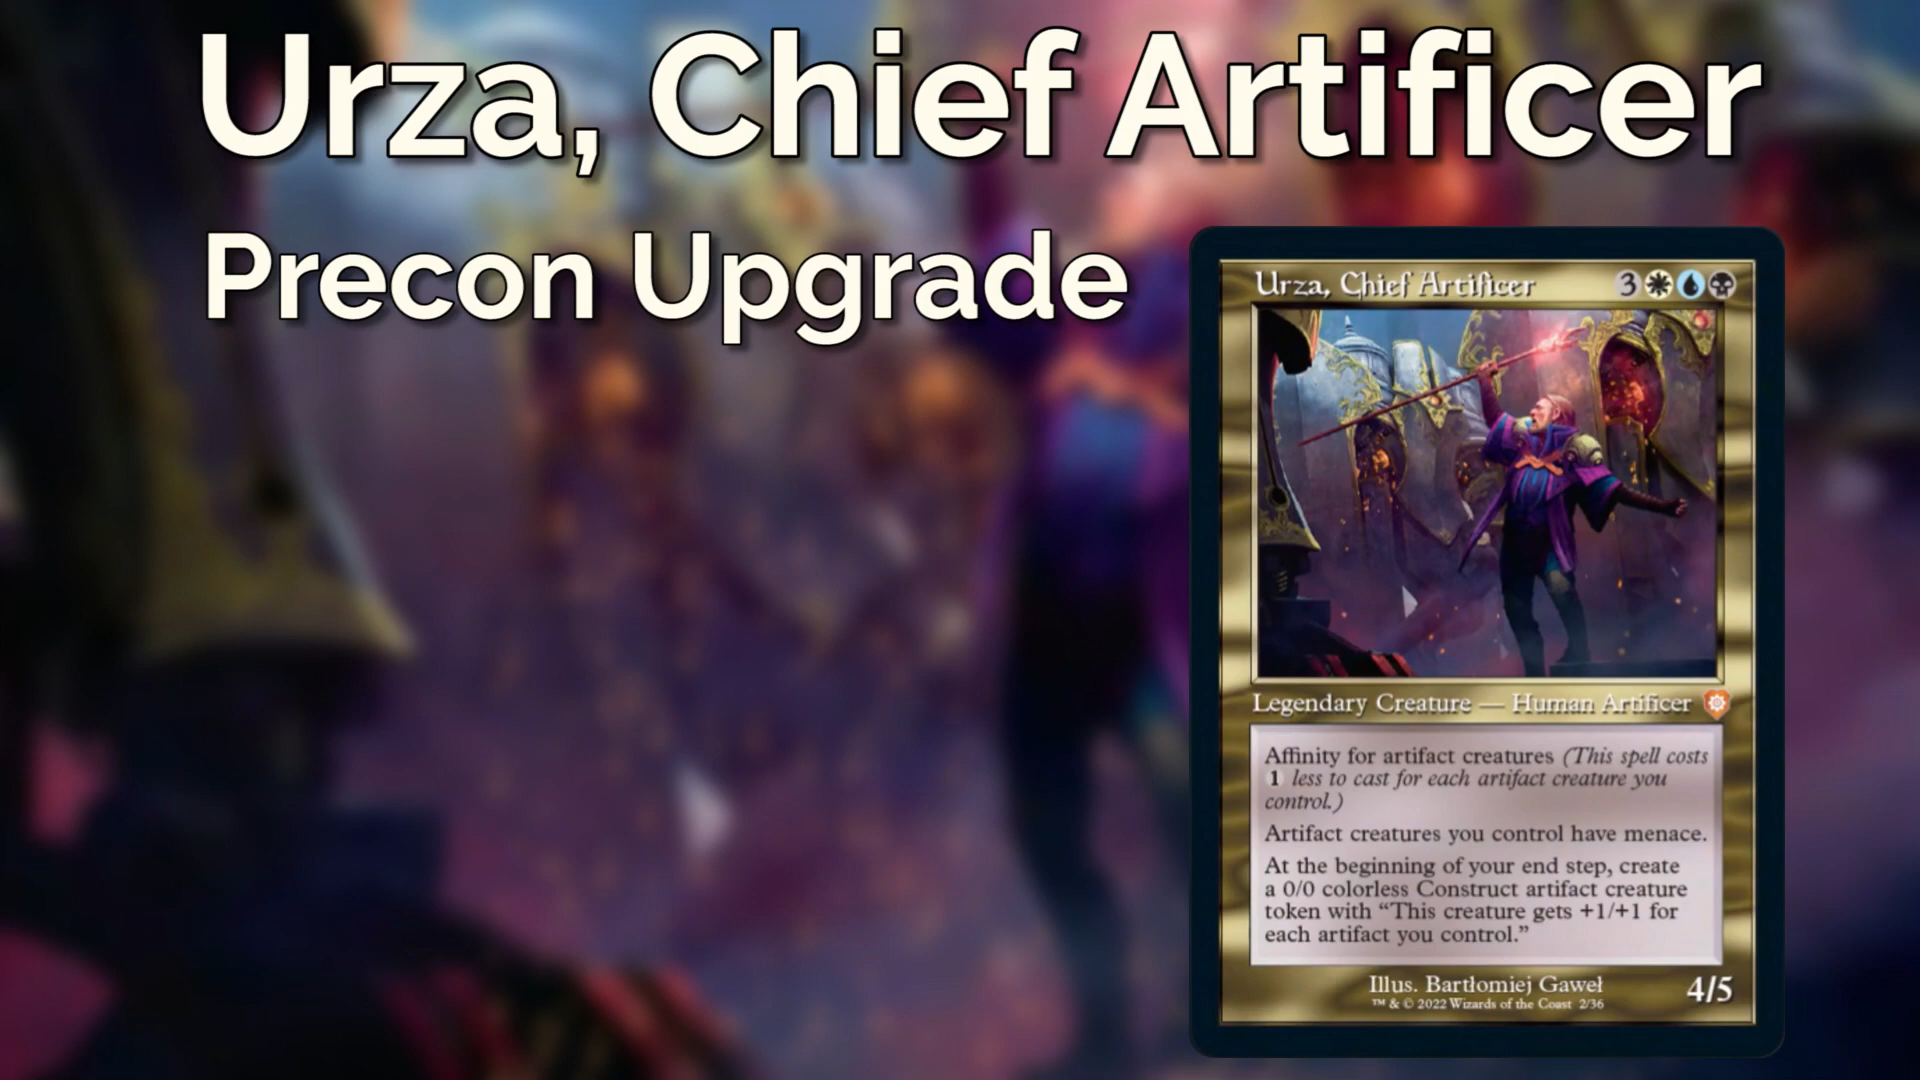 Urza, Chief Artificer
Precon Upgrade
Urza, Chief Artificer 3
Legendary Creature — Human Artificer
Affinity for artifact creatures (This spell costs
1 less to cast for each artifact creature you
control.)
Artifact creatures you control have menace.
At the beginning of your end step, create
a 0/0 colorless Construct artifact creature
token with “This creature gets +1/+1 for
each artifact you control.”
Illus. Bartłomiej Gaweł
™ & © 2022 Wizards of the Coast 2/36
4/5